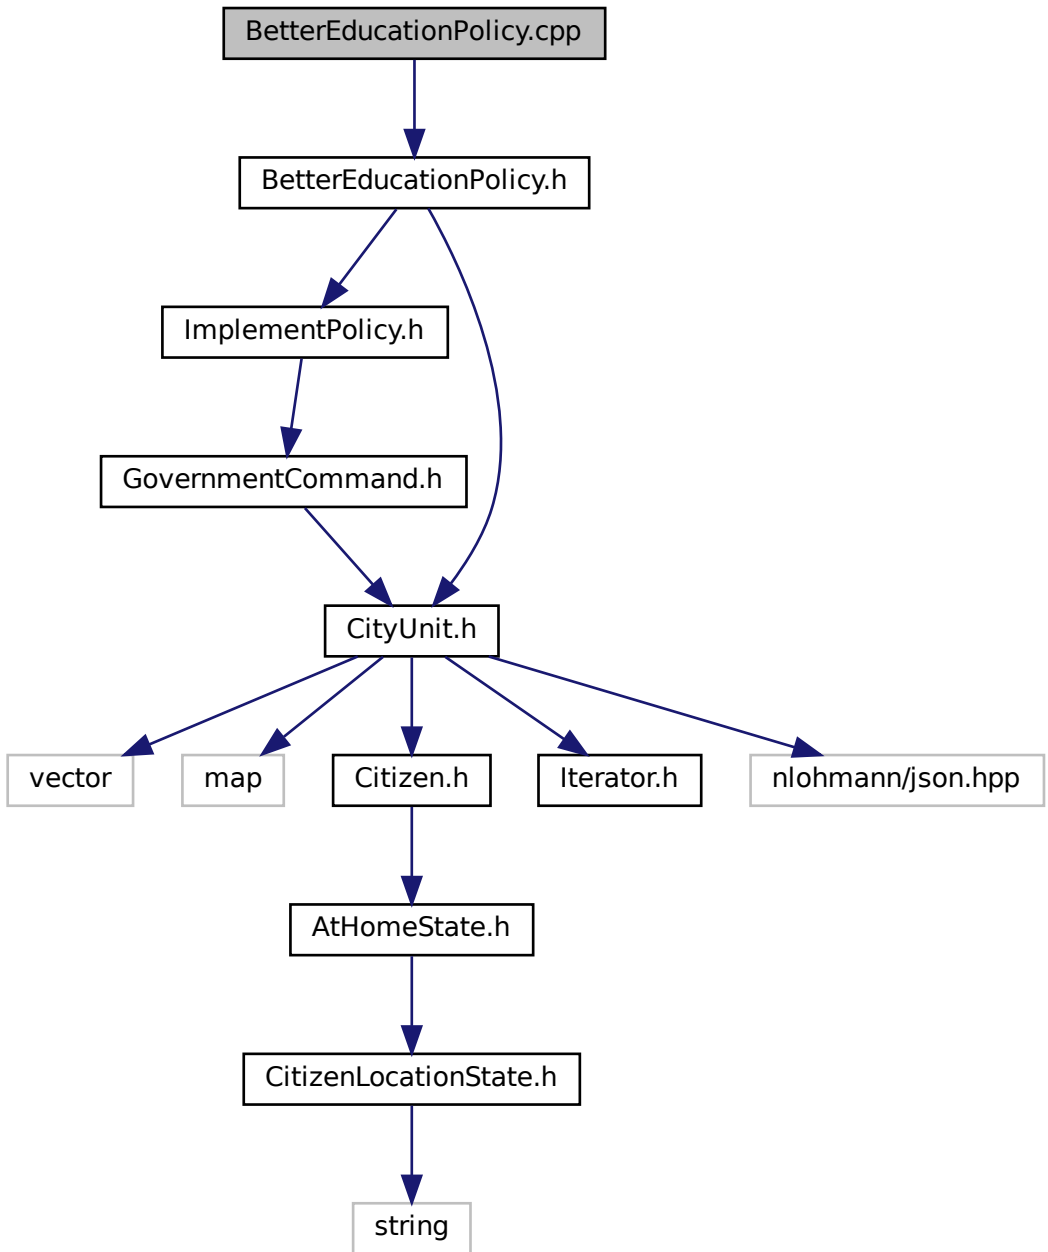 BetterEducationPolicy.cpp
BetterEducationPolicy.h
ImplementPolicy.h
GovernmentCommand.h
CityUnit.h
vector
map
Citizen.h
Iterator.h
nlohmann/json.hpp
AtHomeState.h
CitizenLocationState.h
string